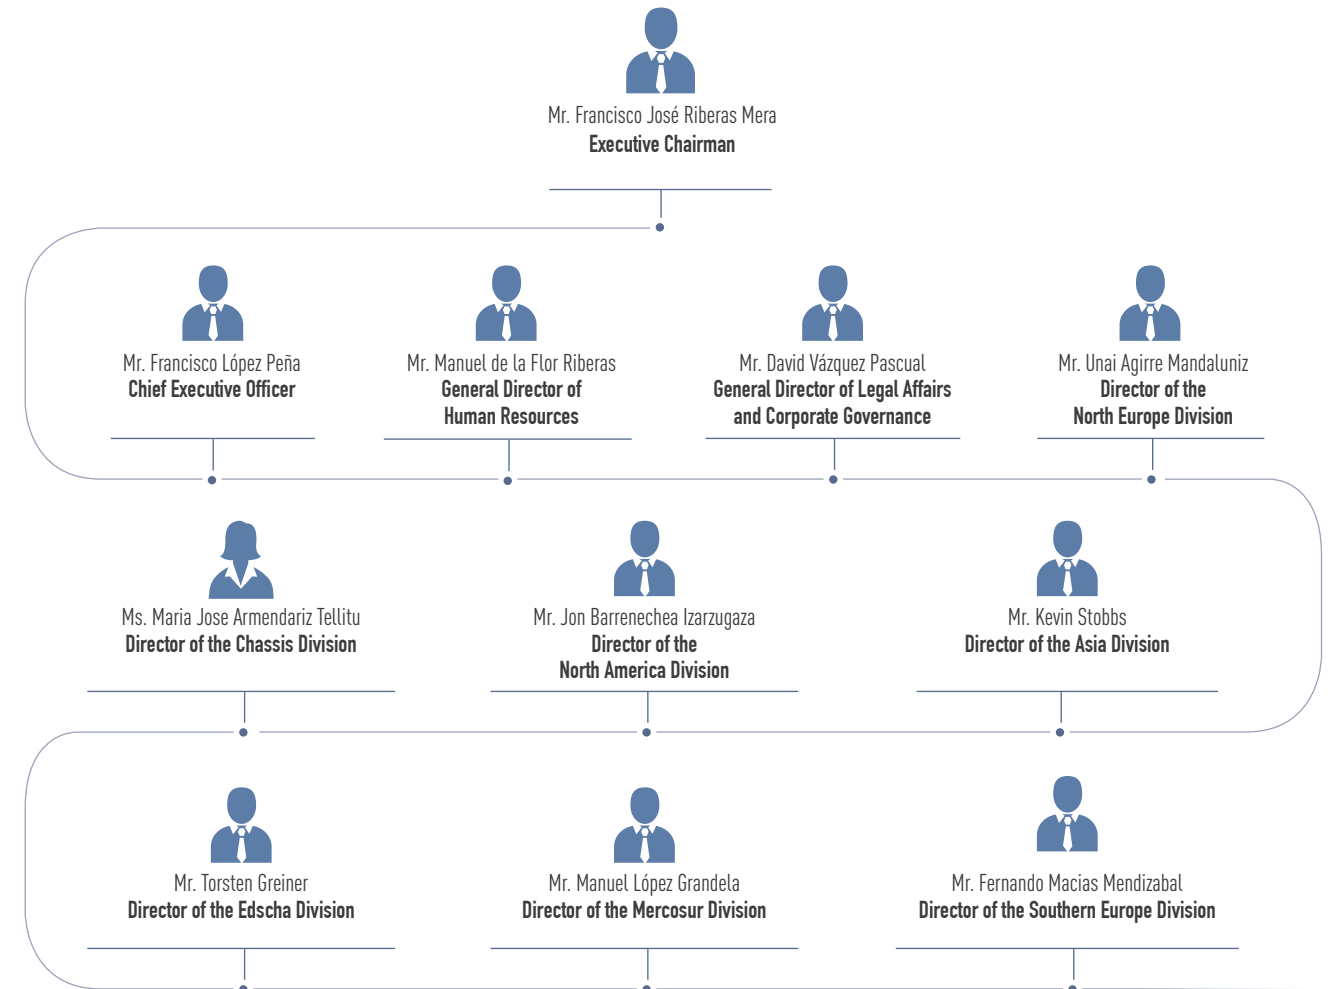 Mr. Francisco José Riberas Mera
Executive Chairman
Mr. Francisco López Peña
Chief Executive Officer
Mr. Manuel de la Flor Riberas
General Director of
Human Resources
Mr. David Vázquez Pascual
General Director of Legal Affairs
and Corporate Governance
Mr. Unai Agirre Mandaluniz
Director of the
North Europe Division
Ms. Maria Jose Armendariz Tellitu
Director of the Chassis Division
Mr. Jon Barrenechea Izarzugaza
Director of the
North America Division
Mr. Kevin Stobbs
Director of the Asia Division
Mr. Torsten Greiner
Director of the Edscha Division
Mr. Manuel López Grandela
Director of the Mercosur Division
Mr. Fernando Macias Mendizabal
Director of the Southern Europe Division